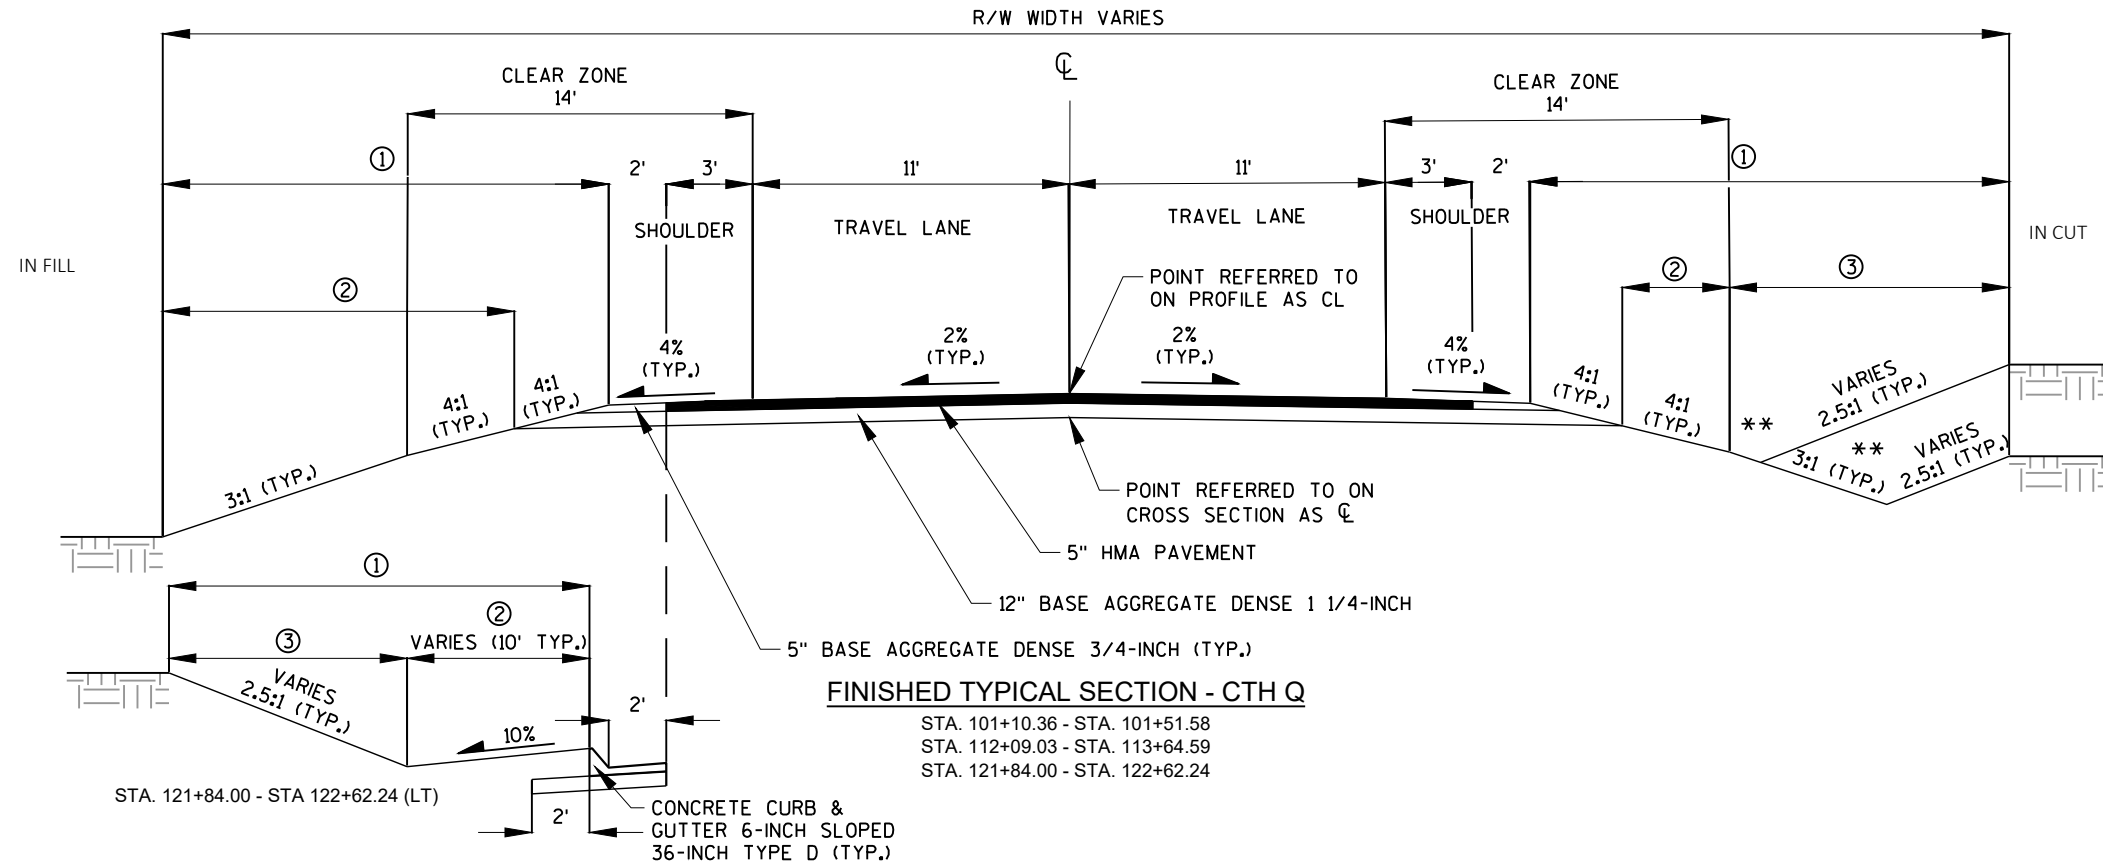 R/W WIDTH VARIES
℄
CLEAR ZONE
14'
CLEAR ZONE
14'
①
2'
3'
11'
11'
3'
2'
①
SHOULDER
TRAVEL LANE
TRAVEL LANE
SHOULDER
IN FILL
IN CUT
②
②
③
POINT REFERRED TO
ON PROFILE AS CL
4%
(TYP.)
2%
(TYP.)
2%
(TYP.)
4%
(TYP.)
4:1
(TYP.)
4:1
(TYP.)
3:1 (TYP.)
4:1
(TYP.)
4:1
(TYP.)
**
VARIES
2.5:1 (TYP.)
**
3:1 (TYP.)
VARIES
2.5:1 (TYP.)
POINT REFERRED TO ON
CROSS SECTION AS ℄
5" HMA PAVEMENT
12" BASE AGGREGATE DENSE 1 1/4-INCH
5" BASE AGGREGATE DENSE 3/4-INCH (TYP.)
①
②
③
VARIES (10' TYP.)
VARIES
2.5:1 (TYP.)
10%
2'
2'
CONCRETE CURB &
GUTTER 6-INCH SLOPED
36-INCH TYPE D (TYP.)
STA. 121+84.00 - STA 122+62.24 (LT)
FINISHED TYPICAL SECTION - CTH Q
STA. 101+10.36 - STA. 101+51.58
STA. 112+09.03 - STA. 113+64.59
STA. 121+84.00 - STA. 122+62.24